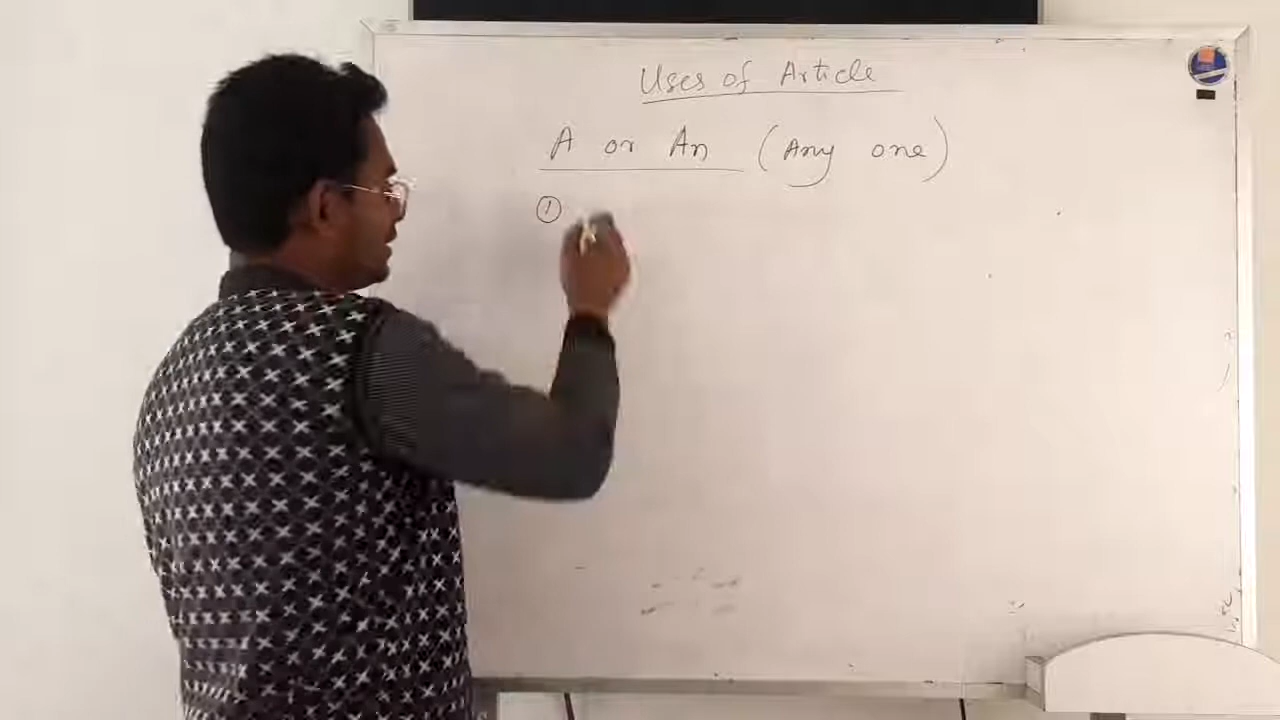 Uses of Article
A or An (Any one)
①